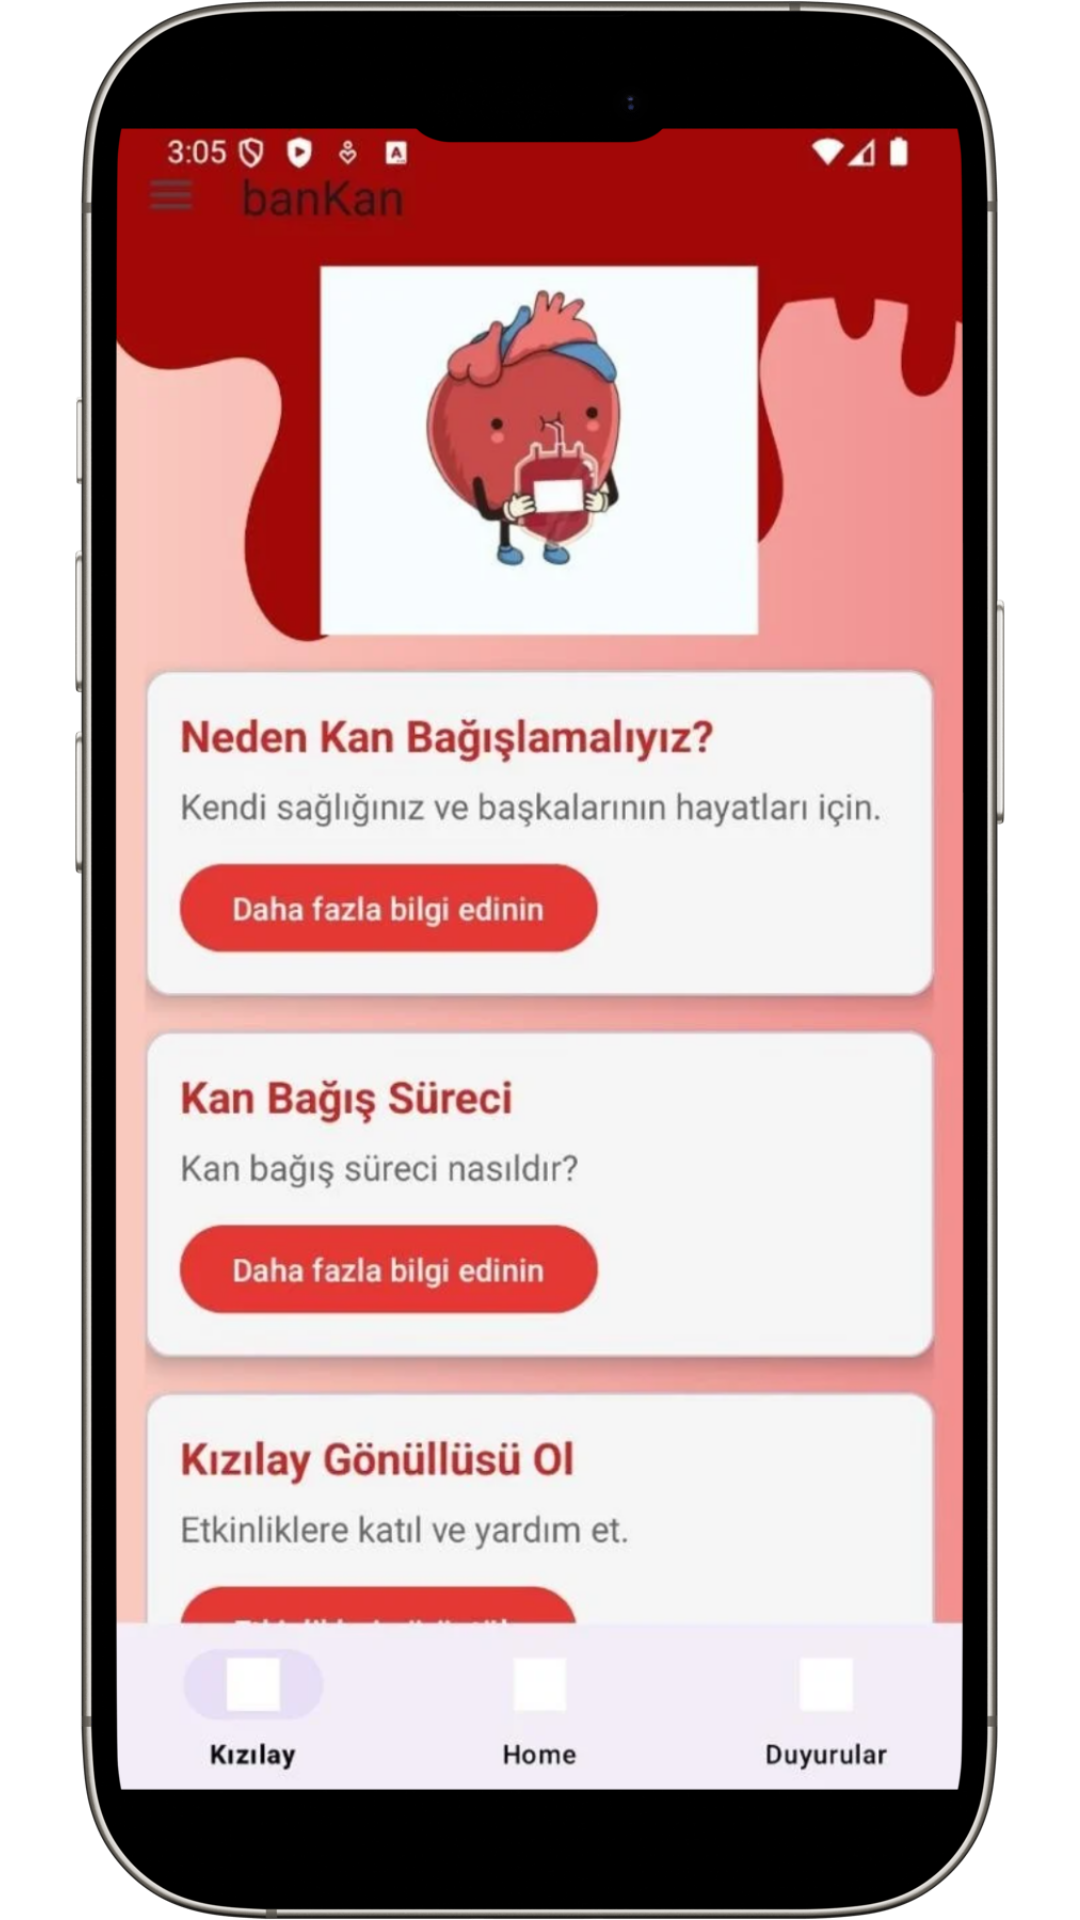 3:05
banKan
Neden Kan Bağışlamalıyız?
Kendi sağlığınız ve başkalarının hayatları için.
Daha fazla bilgi edinin
Kan Bağış Süreci
Kan bağış süreci nasıldır?
Daha fazla bilgi edinin
Kızılay Gönüllüsü Ol
Etkinliklere katıl ve yardım et.
Kızılay
Home
Duyurular